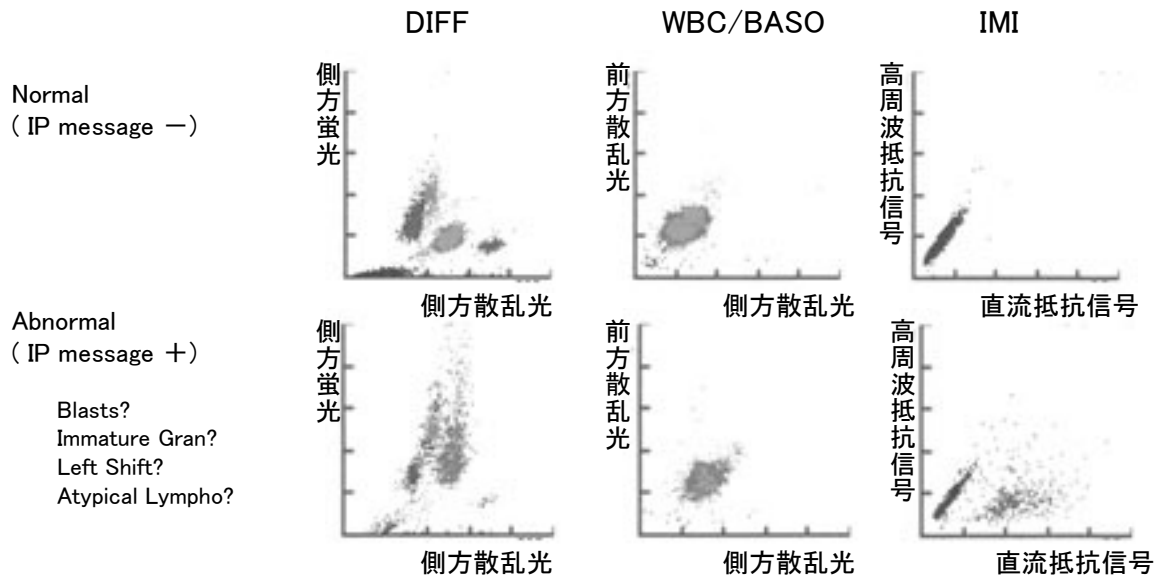 DIFF
WBC/BASO
IMI
Normal
( IP message －)
側方蛍光
側方散乱光
前方散乱光
側方散乱光
高周波抵抗信号
直流抵抗信号
Abnormal
( IP message ＋)
Blasts?
Immature Gran?
Left Shift?
Atypical Lympho?
側方蛍光
側方散乱光
前方散乱光
側方散乱光
高周波抵抗信号
直流抵抗信号